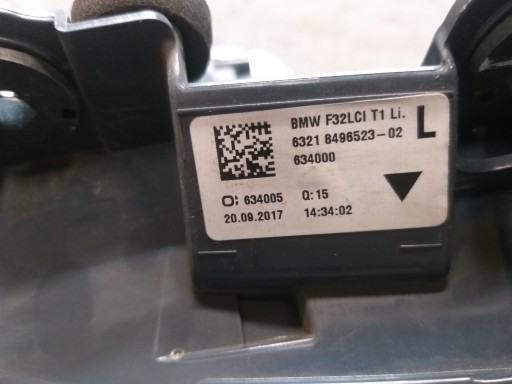 BMW F32LCI T1 Li.
L
6321 8496523-02
634000
O: 634005 Q:15
20.09.2017 14:34:02